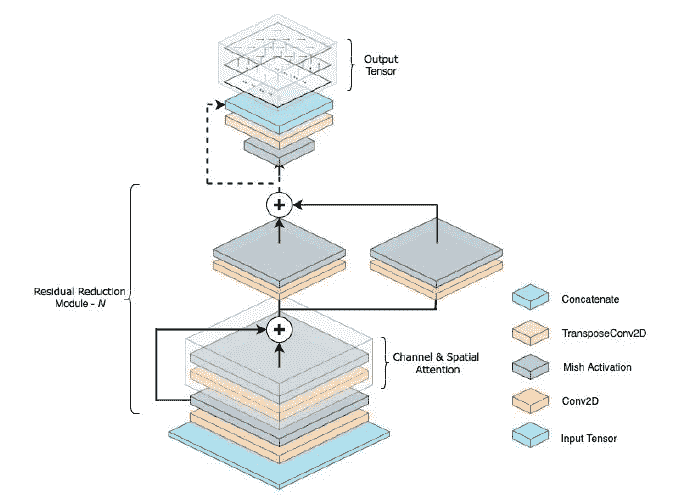 Output
Tensor
Residual Reduction
Module - N
Channel & Spatial
Attention
Concatenate
TransposeConv2D
Mish Activation
Conv2D
Input Tensor